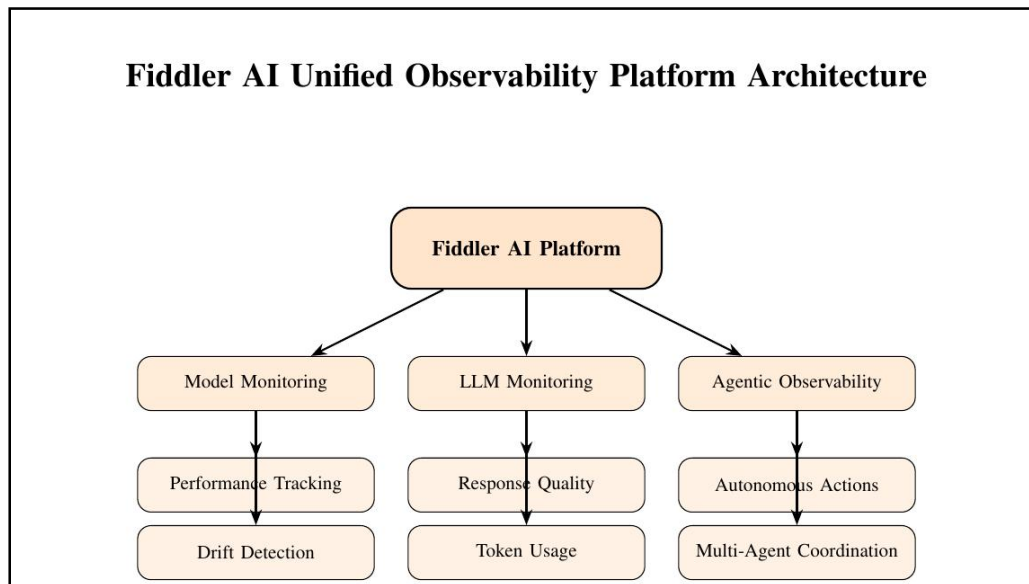 Fiddler AI Unified Observability Platform Architecture
Fiddler AI Platform
Model Monitoring
LLM Monitoring
Agentic Observability
Performance Tracking
Response Quality
Autonomous Actions
Drift Detection
Token Usage
Multi-Agent Coordination